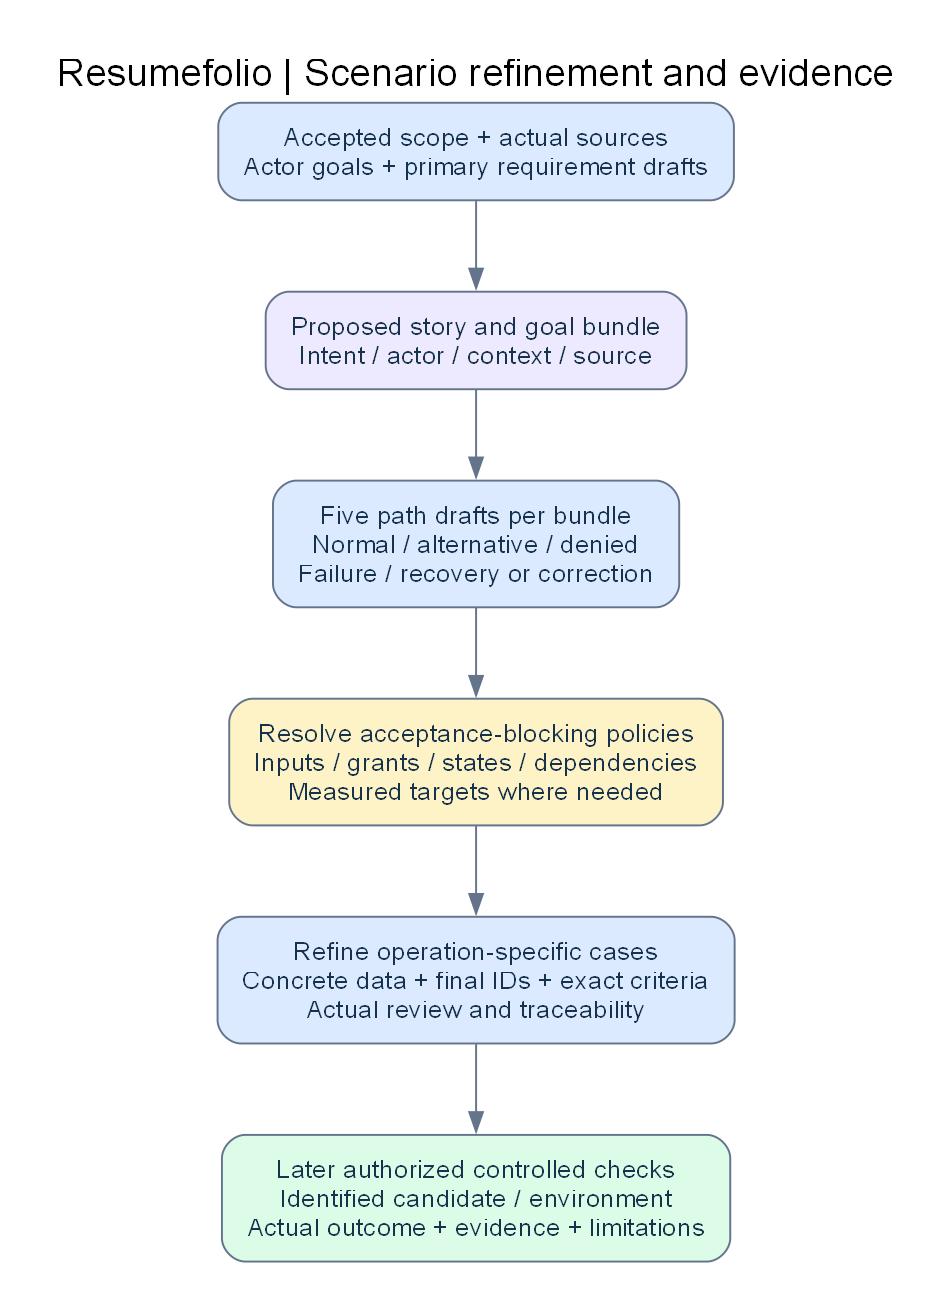 Resumefolio | Scenario refinement and evidence
Accepted scope + actual sources
Actor goals + primary requirement drafts
Proposed story and goal bundle
Intent / actor / context / source
Five path drafts per bundle
Normal / alternative / denied
Failure / recovery or correction
Resolve acceptance-blocking policies
Inputs / grants / states / dependencies
Measured targets where needed
Refine operation-specific cases
Concrete data + final IDs + exact criteria
Actual review and traceability
Later authorized controlled checks
Identified candidate / environment
Actual outcome + evidence + limitations